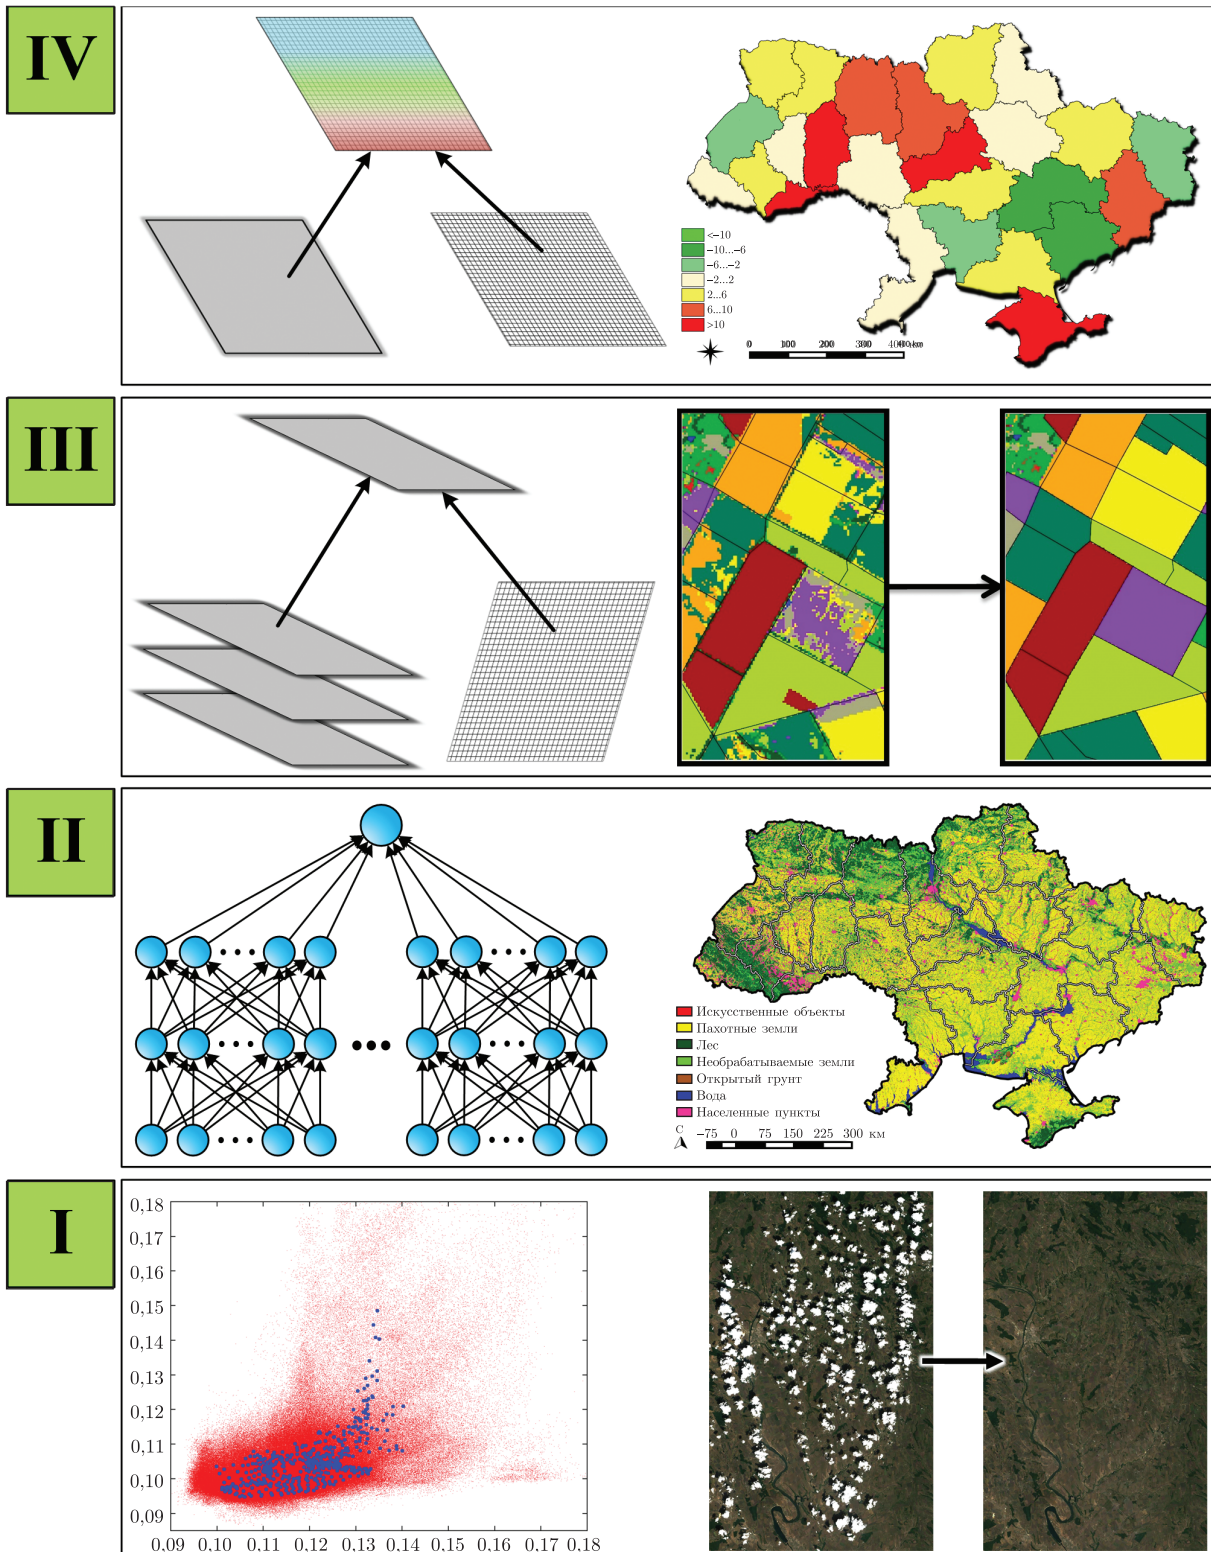 IV
<–10
–10...–6
–6...–2
–2...2
2...6
6...10
>10
0 100 200 300
III
II
Искусственные объекты
Пахотные земли
Лес
Необрабатываемые земли
Открытый грунт
Вода
Населенные пункты
С
–75 0 75 150 225 300 км
I
0,18
0,17
0,16
0,15
0,14
0,13
0,12
0,11
0,10
0,09
0,09 0,10 0,11 0,12 0,13 0,14 0,15 0,16 0,17 0,18